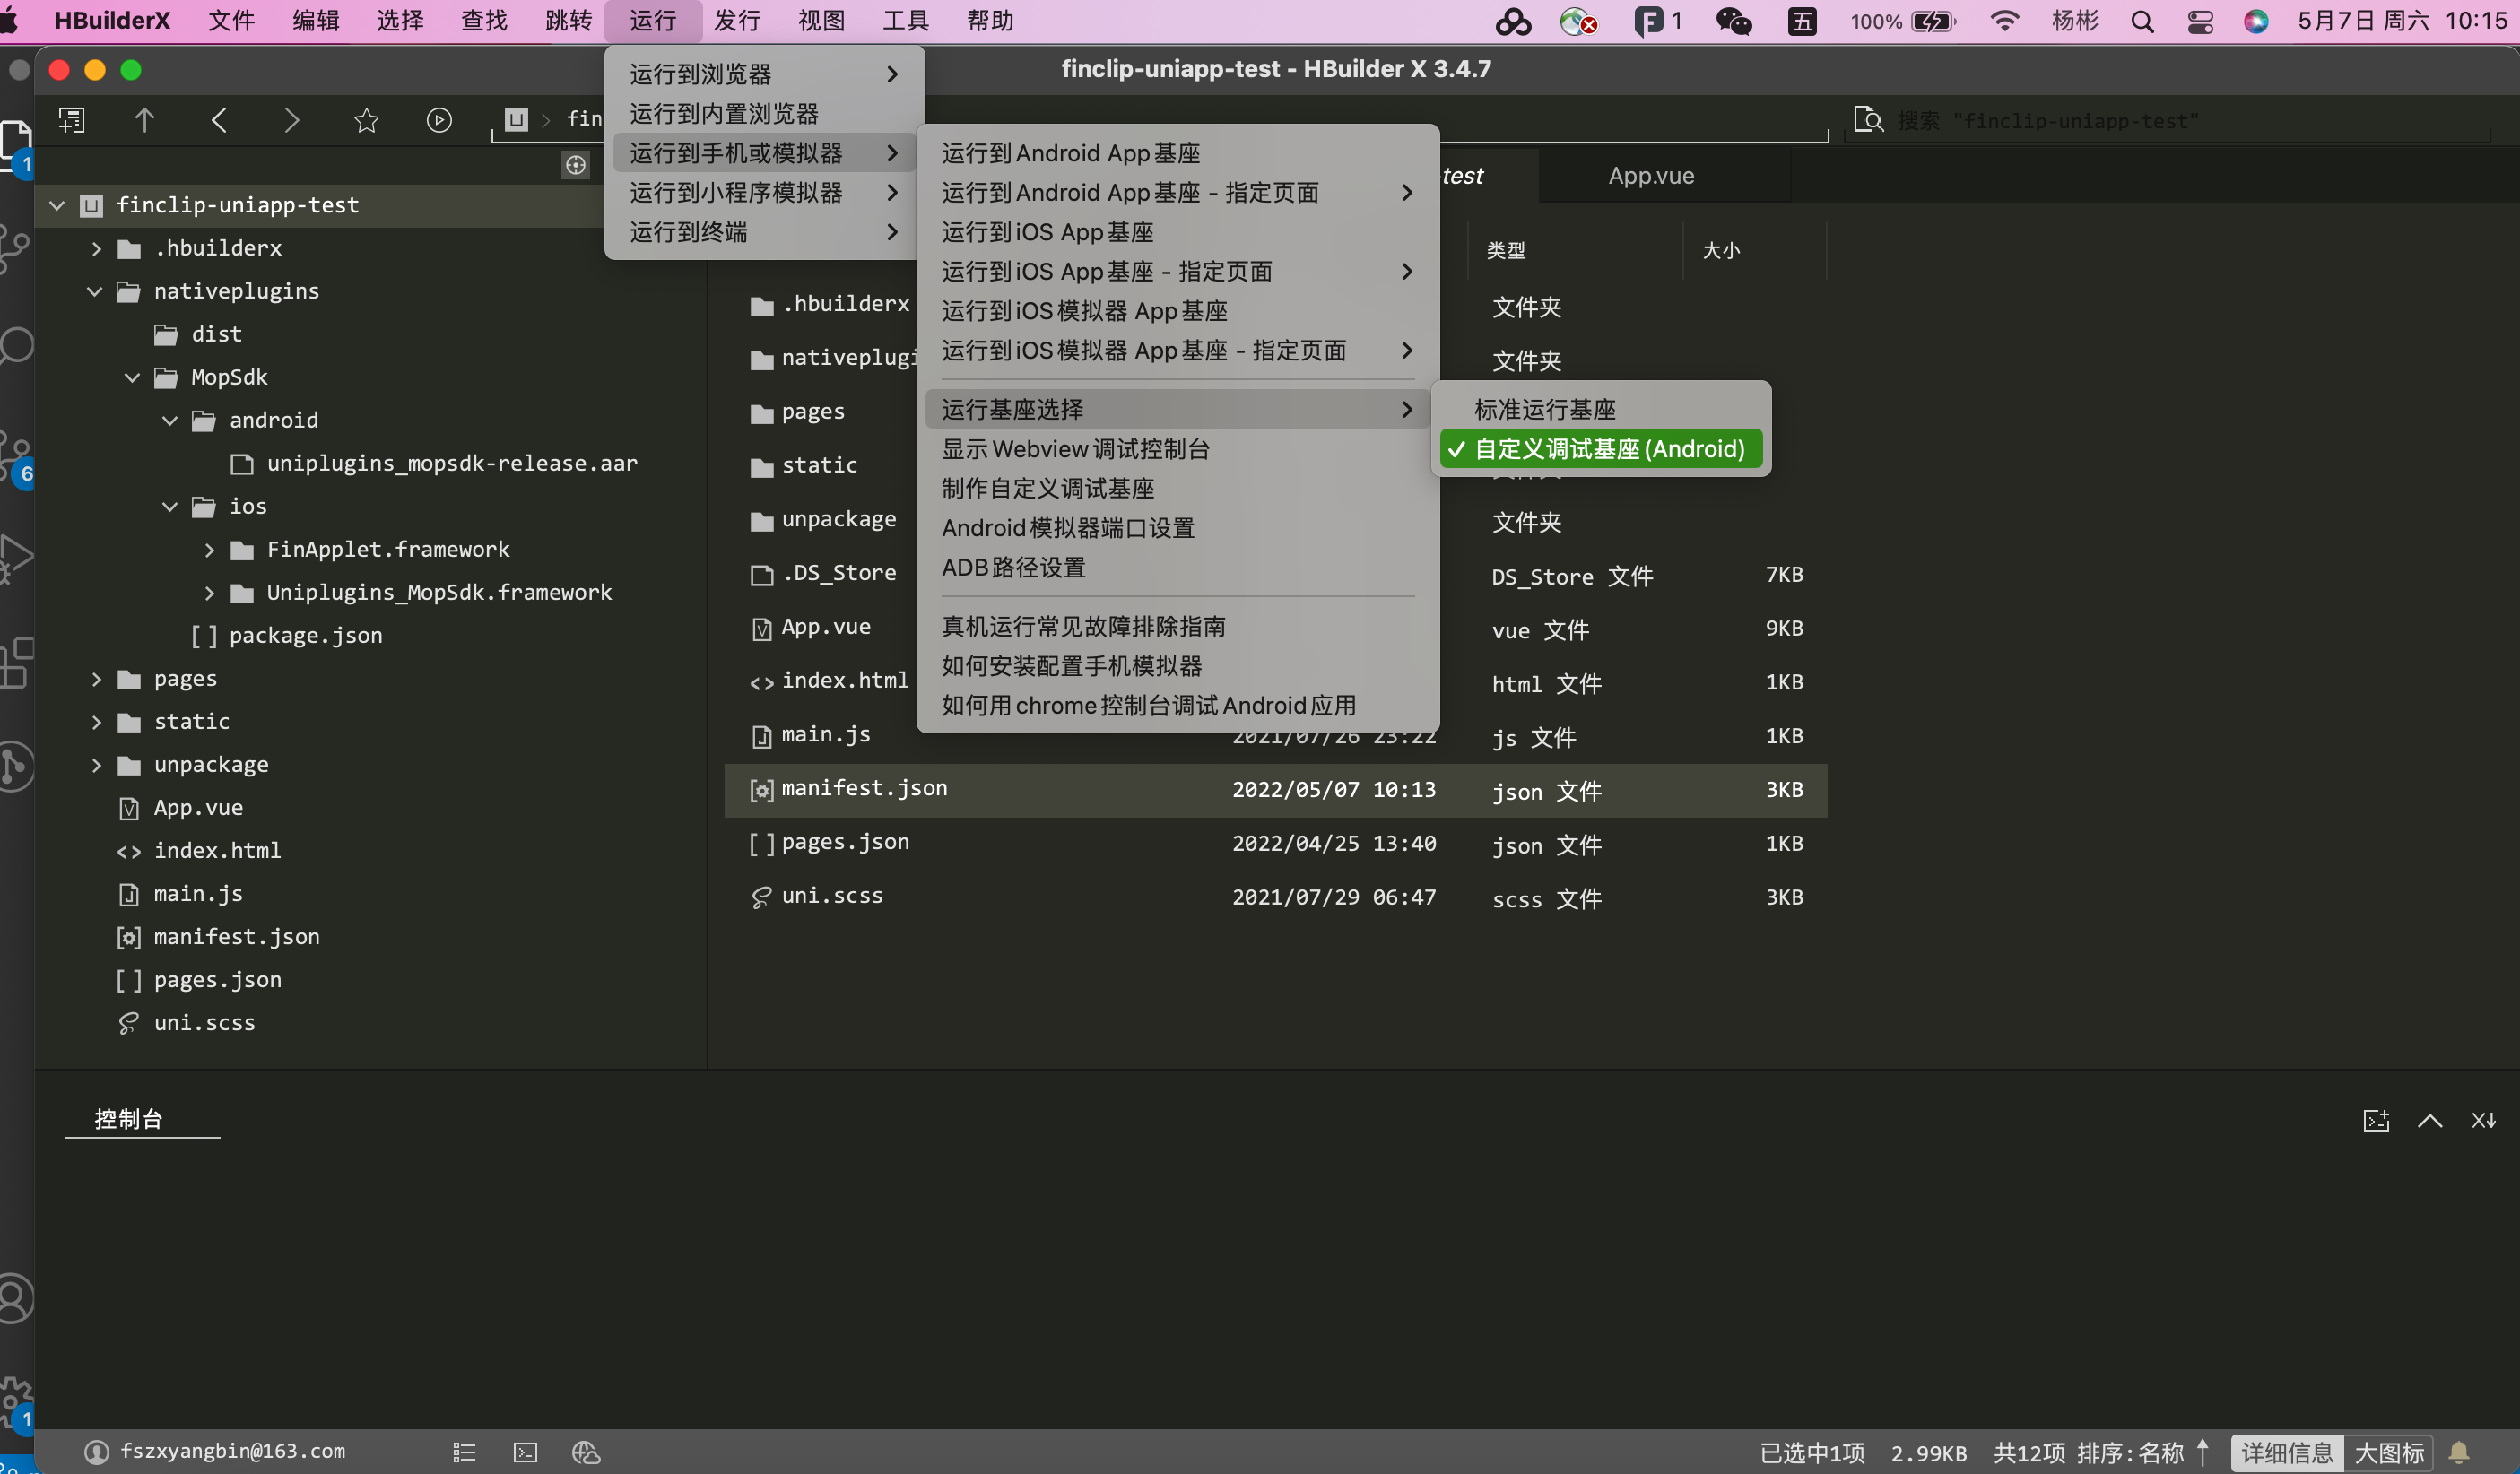 HBuilderX 文件 编辑 选择 查找 跳转 运行 发行 视图 工具 帮助 1 五 100% 杨彬 5月7日 周六 10:15
finclip-uniapp-test - HBuilder X 3.4.7
运行到浏览器
运行到内置浏览器
运行到手机或模拟器
运行到小程序模拟器
运行到终端
运行到Android App基座
运行到Android App基座 - 指定页面
运行到iOS App基座
运行到iOS App基座 - 指定页面
运行到iOS模拟器 App基座
运行到iOS模拟器 App基座 - 指定页面
运行基座选择
显示Webview调试控制台
制作自定义调试基座
Android模拟器端口设置
ADB路径设置
真机运行常见故障排除指南
如何安装配置手机模拟器
如何用chrome控制台调试Android应用
标准运行基座
自定义调试基座(Android)
U > fin
搜索 "finclip-uniapp-test"
1
6
1
finclip-uniapp-test
.hbuilderx
nativeplugins
dist
MopSdk
android
uniplugins_mopsdk-release.aar
ios
FinApplet.framework
Uniplugins_MopSdk.framework
package.json
pages
static
unpackage
App.vue
index.html
main.js
manifest.json
pages.json
uni.scss
test App.vue
类型 大小
.hbuilderx 文件夹
nativeplugi 文件夹
pages
static
unpackage 文件夹
.DS_Store DS_Store 文件 7KB
App.vue vue 文件 9KB
index.html html 文件 1KB
main.js 2021/07/26 23:22 js 文件 1KB
manifest.json 2022/05/07 10:13 json 文件 3KB
pages.json 2022/04/25 13:40 json 文件 1KB
uni.scss 2021/07/29 06:47 scss 文件 3KB
控制台
fszxyangbin@163.com 已选中1项 2.99KB 共12项 排序:名称 详细信息 大图标